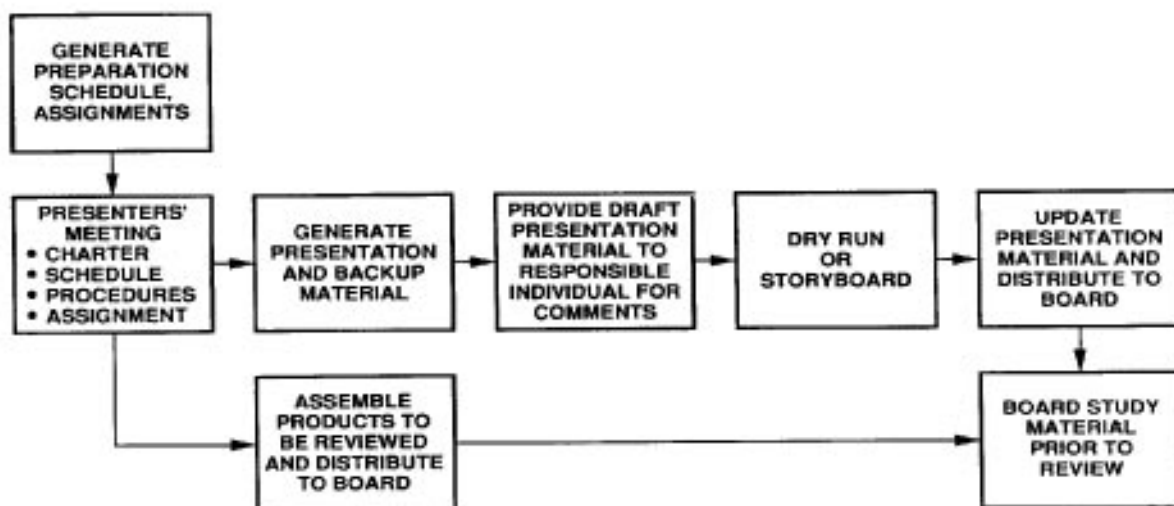 GENERATE
PREPARATION
SCHEDULE,
ASSIGNMENTS
PRESENTERS'
MEETING
• CHARTER
• SCHEDULE
• PROCEDURES
• ASSIGNMENT
GENERATE
PRESENTATION
AND BACKUP
MATERIAL
PROVIDE DRAFT
PRESENTATION
MATERIAL TO
RESPONSIBLE
INDIVIDUAL FOR
COMMENTS
DRY RUN
OR
STORYBOARD
UPDATE
PRESENTATION
MATERIAL AND
DISTRIBUTE TO
BOARD
ASSEMBLE
PRODUCTS TO
BE REVIEWED
AND DISTRIBUTE
TO BOARD
BOARD STUDY
MATERIAL
PRIOR TO
REVIEW